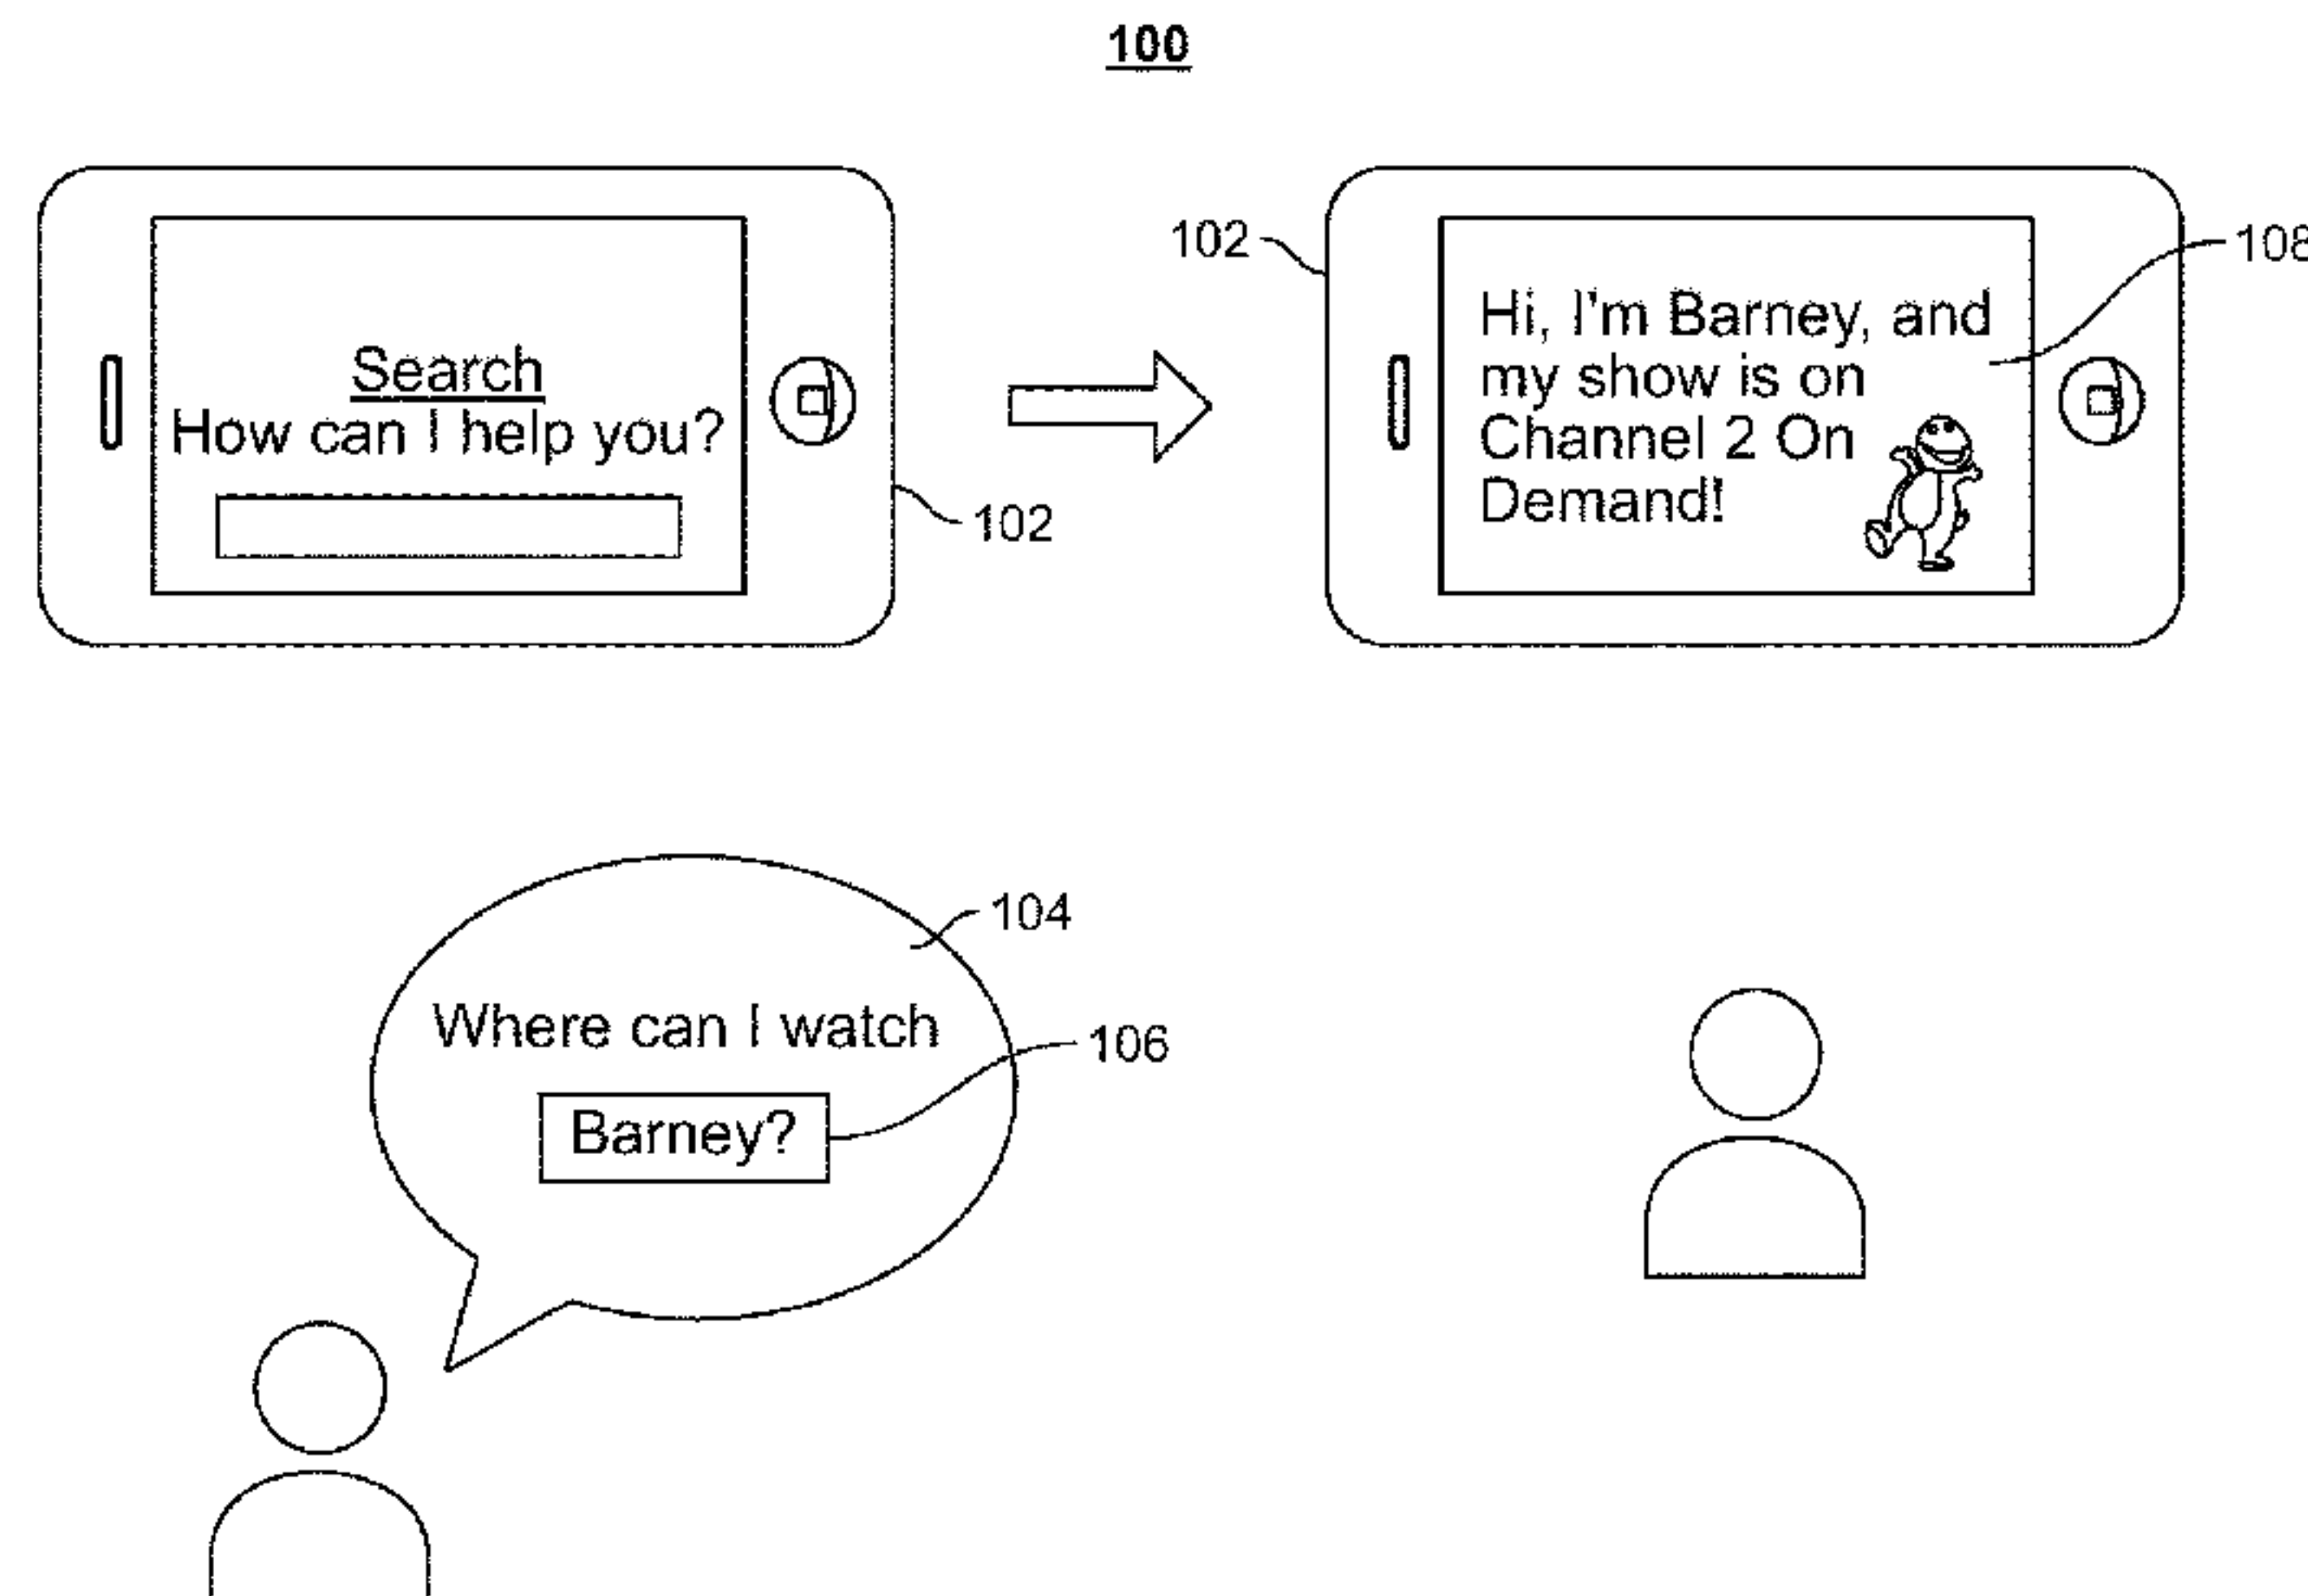 100
Search
How can I help you?
102
102
Hi, I'm Barney, and
my show is on
Channel 2 On
Demand!
108
104
Where can I watch
106
Barney?